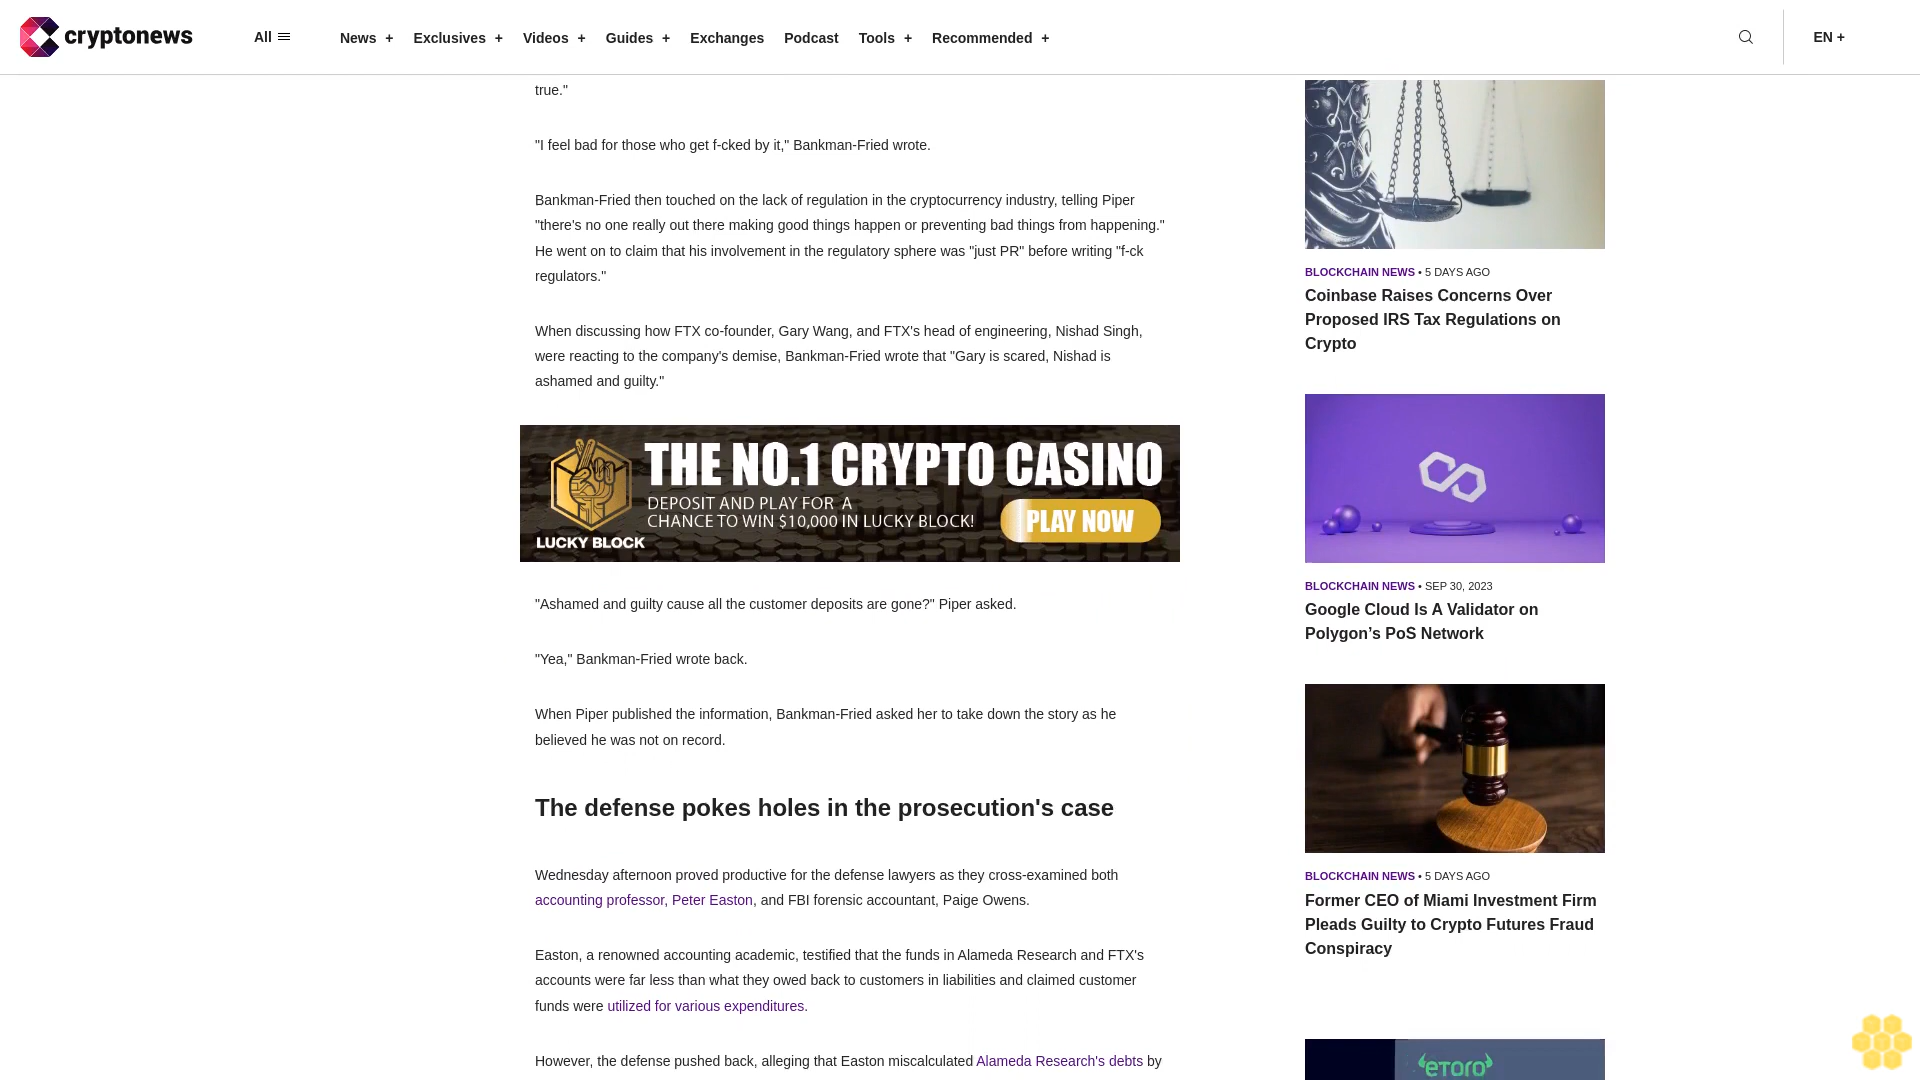 cryptonews
All
News +
Exclusives +
Videos +
Guides +
Exchanges
Podcast
Tools +
Recommended +
EN +
true."
"I feel bad for those who get f-cked by it," Bankman-Fried wrote.
Bankman-Fried then touched on the lack of regulation in the cryptocurrency industry, telling Piper
"there's no one really out there making good things happen or preventing bad things from happening."
He went on to claim that his involvement in the regulatory sphere was "just PR" before writing "f-ck
regulators."
When discussing how FTX co-founder, Gary Wang, and FTX's head of engineering, Nishad Singh,
were reacting to the company's demise, Bankman-Fried wrote that "Gary is scared, Nishad is
ashamed and guilty."
THE NO.1 CRYPTO CASINO
DEPOSIT AND PLAY FOR A
CHANCE TO WIN $10,000 IN LUCKY BLOCK!
PLAY NOW
LUCKY BLOCK
"Ashamed and guilty cause all the customer deposits are gone?" Piper asked.
"Yea," Bankman-Fried wrote back.
When Piper published the information, Bankman-Fried asked her to take down the story as he
believed he was not on record.
The defense pokes holes in the prosecution's case
Wednesday afternoon proved productive for the defense lawyers as they cross-examined both
accounting professor, Peter Easton, and FBI forensic accountant, Paige Owens.
Easton, a renowned accounting academic, testified that the funds in Alameda Research and FTX's
accounts were far less than what they owed back to customers in liabilities and claimed customer
funds were utilized for various expenditures.
However, the defense pushed back, alleging that Easton miscalculated Alameda Research's debts by
BLOCKCHAIN NEWS • 5 DAYS AGO
Coinbase Raises Concerns Over
Proposed IRS Tax Regulations on
Crypto
BLOCKCHAIN NEWS • SEP 30, 2023
Google Cloud Is A Validator on
Polygon’s PoS Network
BLOCKCHAIN NEWS • 5 DAYS AGO
Former CEO of Miami Investment Firm
Pleads Guilty to Crypto Futures Fraud
Conspiracy
eToro